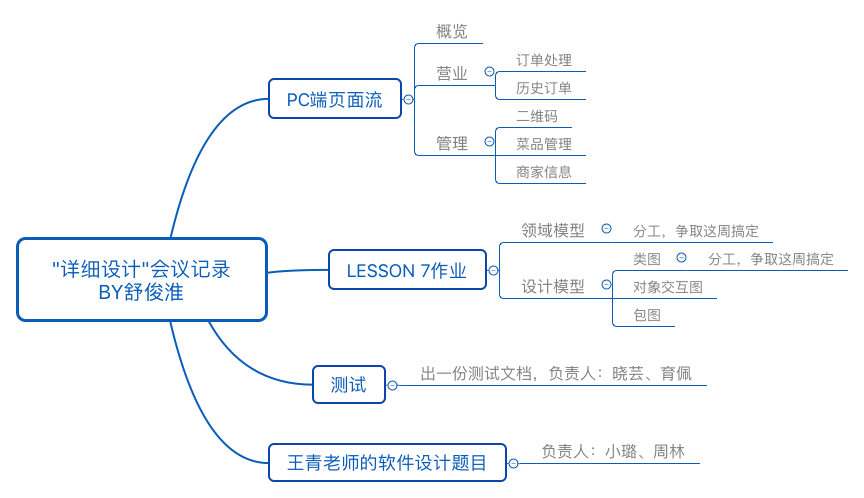 "详细设计"会议记录
BY舒俊淮
PC端页面流
概览
营业
订单处理
历史订单
管理
二维码
菜品管理
商家信息
LESSON 7作业
领域模型
分工，争取这周搞定
设计模型
类图
分工，争取这周搞定
对象交互图
包图
测试
出一份测试文档，负责人：晓芸、育佩
王青老师的软件设计题目
负责人：小璐、周林